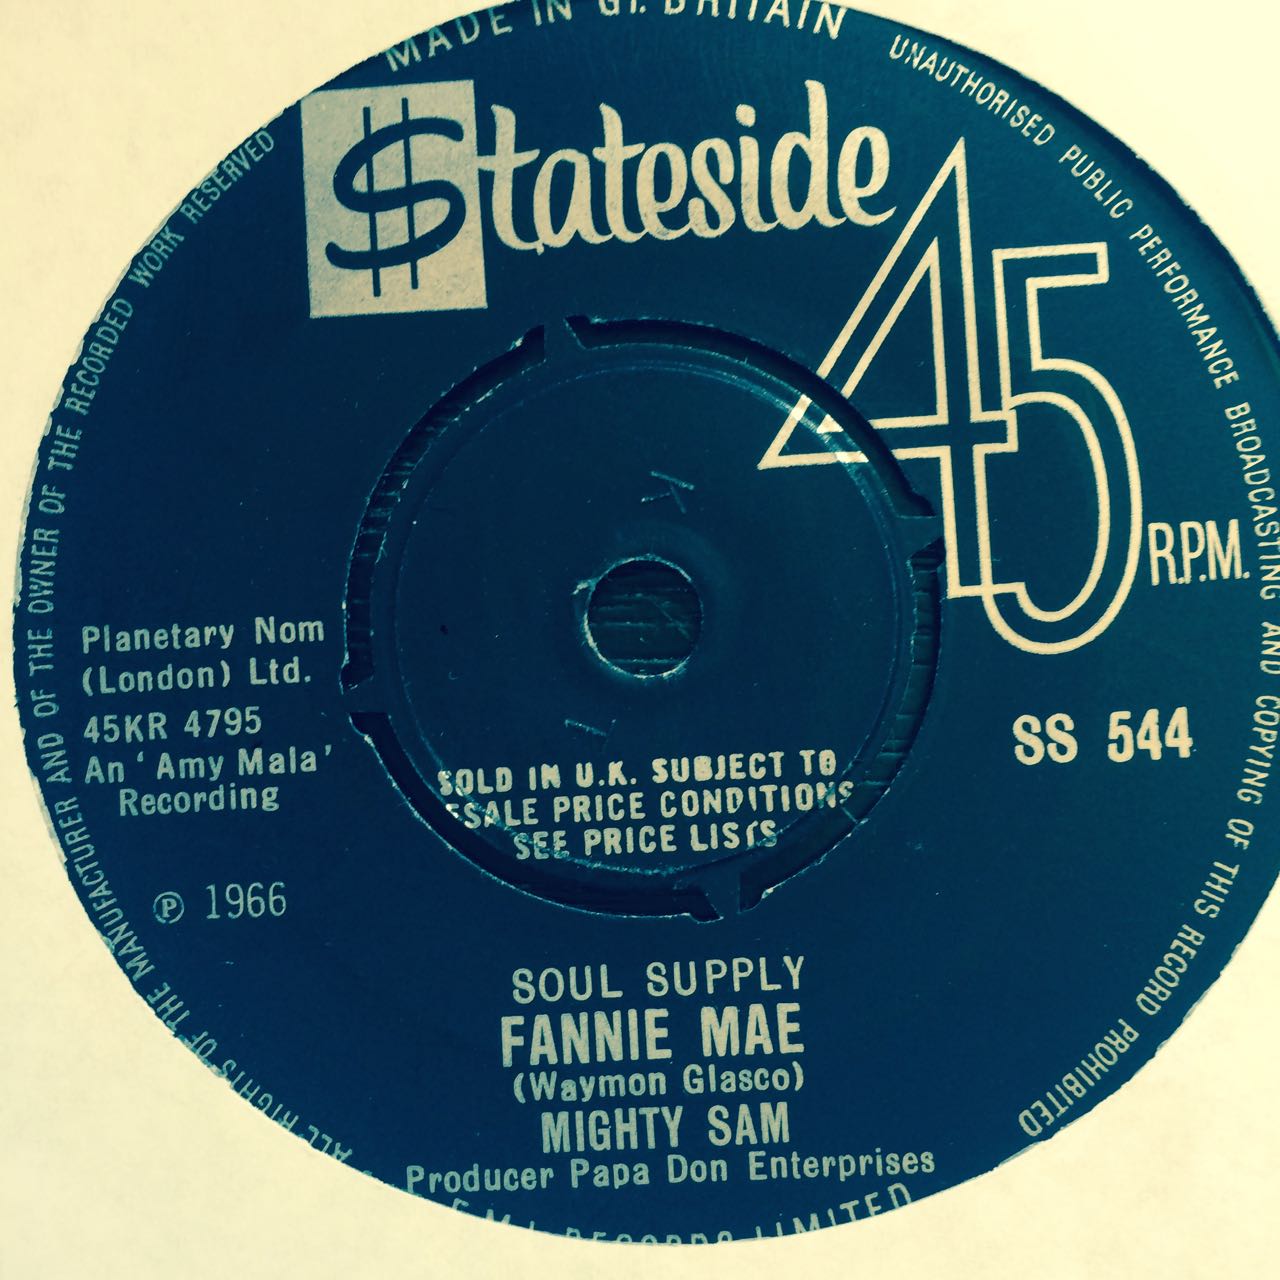 MADE IN GT. BRITAIN
UNAUTHORISED PUBLIC PERFORMANCE BROADCASTING AND COPYING OF THIS RECORD PROHIBITED
ALL RIGHTS OF THE MANUFACTURER AND OF THE OWNER OF THE RECORDED WORK RESERVED
Stateside
45 R.P.M.
K
Planetary Nom
(London) Ltd.
45KR 4795
An 'Amy Mala'
Recording
SS 544
SOLD IN U.K. SUBJECT TO
ESALE PRICE CONDITIONS
SEE PRICE LISTS
℗ 1966
SOUL SUPPLY
FANNIE MAE
(Waymon Glasco)
MIGHTY SAM
Producer Papa Don Enterprises
E.M.I. RECORDS LIMITED